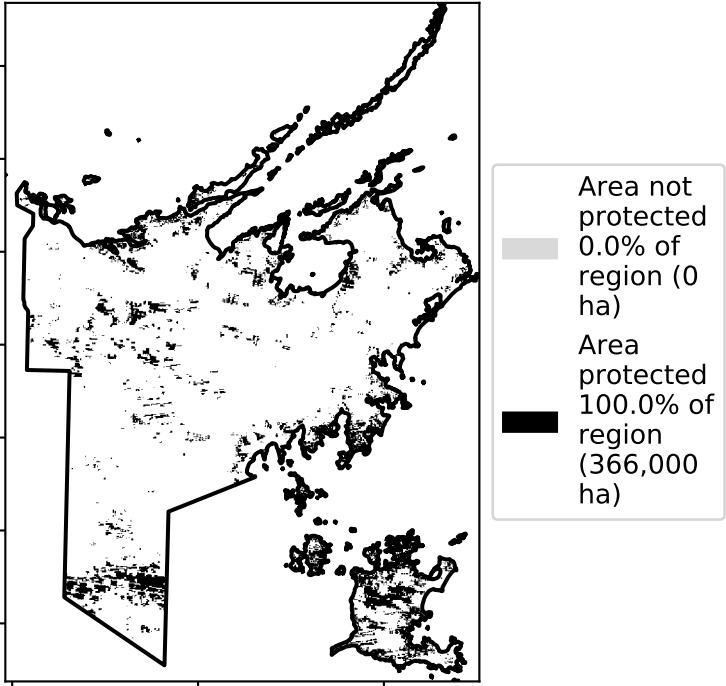 Area not
protected
0.0% of
region (0
ha)
Area
protected
100.0% of
region
(366,000
ha)